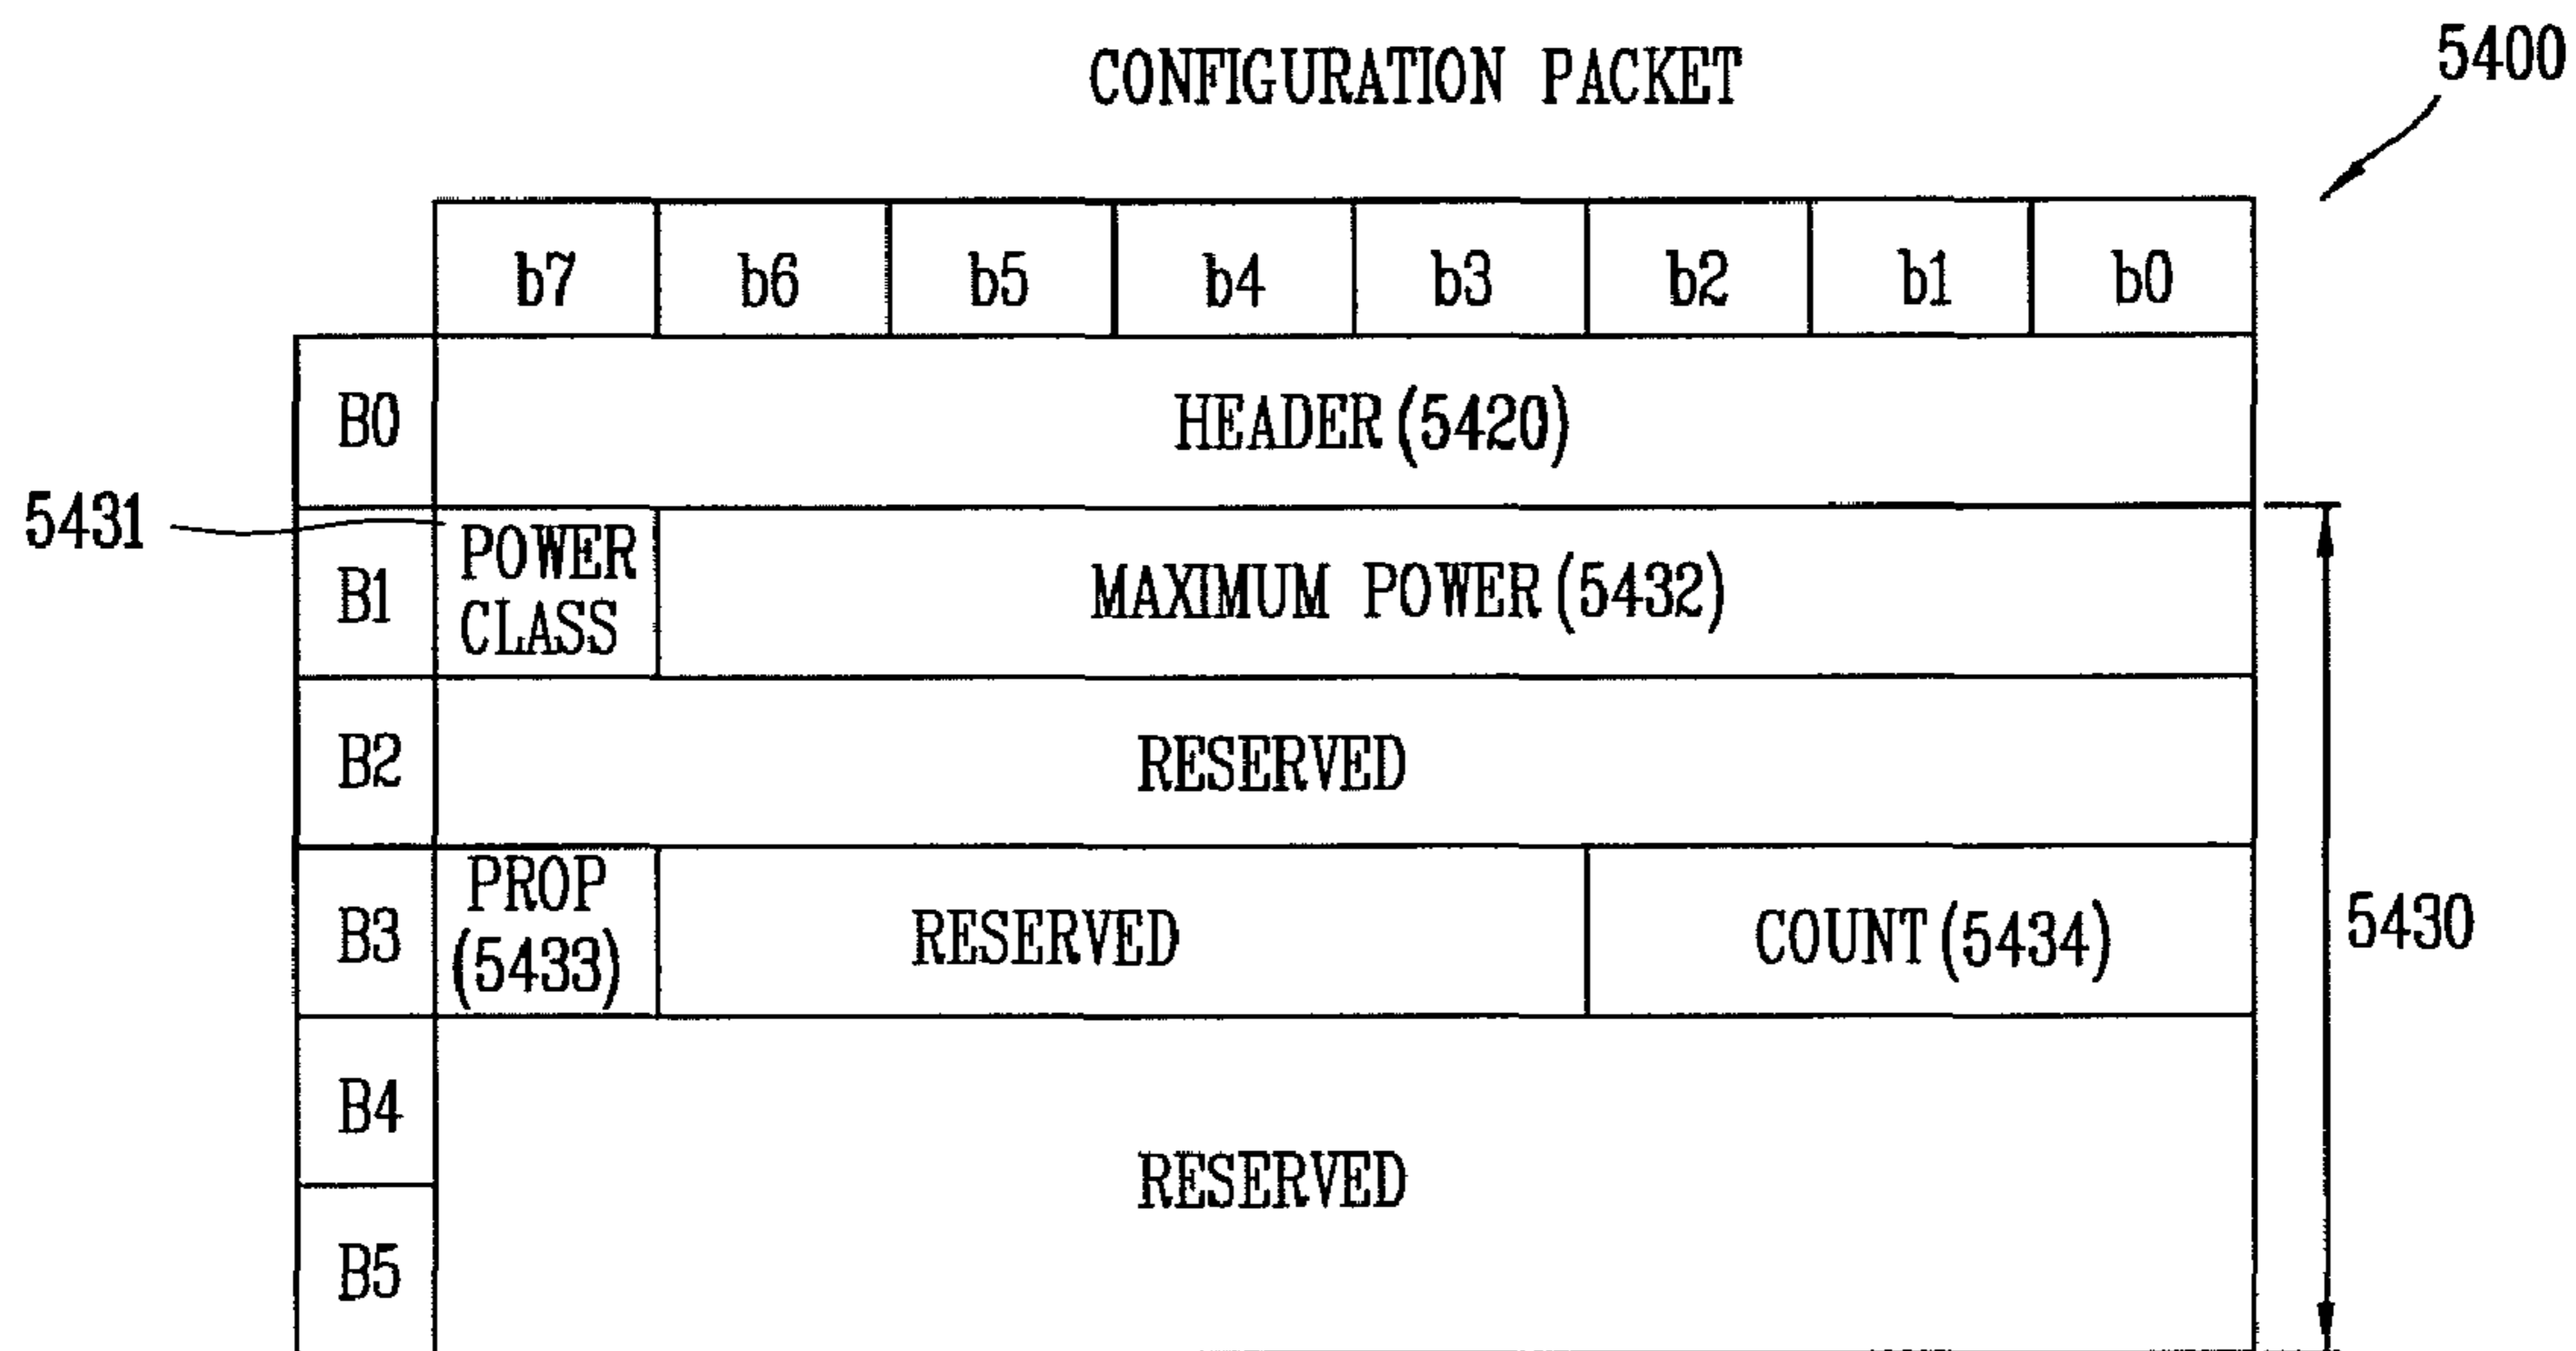 CONFIGURATION PACKET
5400
b7 b6 b5 b4 b3 b2 b1 b0
B0 HEADER (5420)
5431
B1 POWER CLASS MAXIMUM POWER (5432)
B2 RESERVED
B3 PROP (5433) RESERVED COUNT (5434)
5430
B4
RESERVED
B5